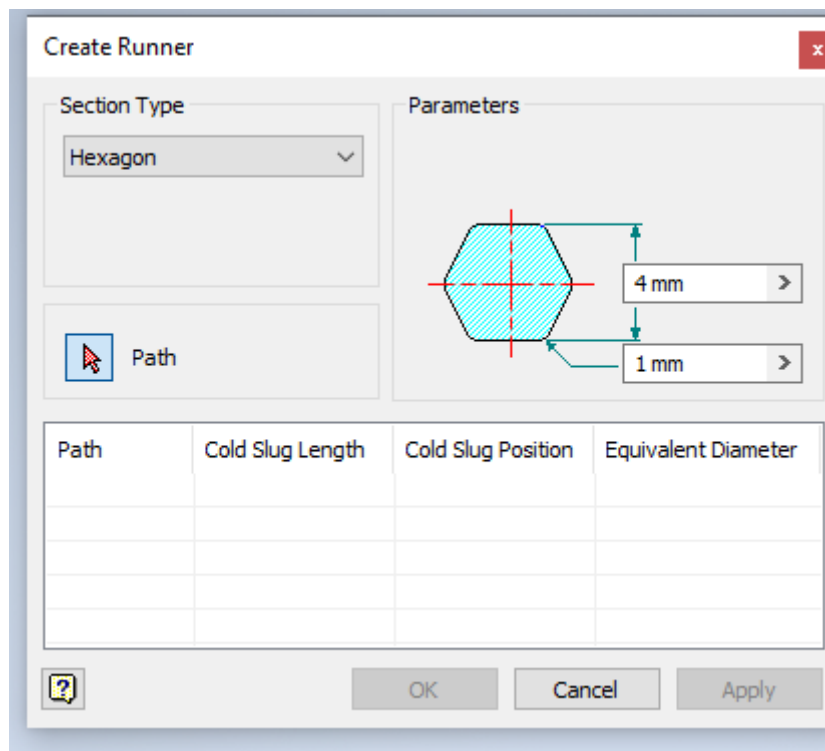 Create Runner
x
Section Type
Parameters
Hexagon
4 mm
>
Path
1 mm
>
Path
Cold Slug Length
Cold Slug Position
Equivalent Diameter
?
OK
Cancel
Apply